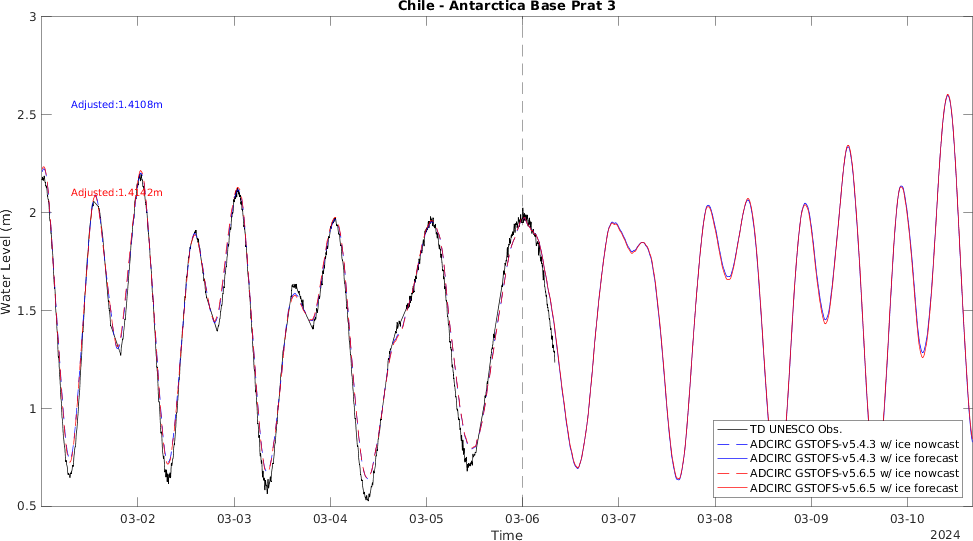 Chile - Antarctica Base Prat 3
3
2.5
2
1.5
1
0.5
Water Level (m)
Adjusted:1.4108m
Adjusted:1.4142m
TD UNESCO Obs.
ADCIRC GSTOFS-v5.4.3 w/ ice nowcast
ADCIRC GSTOFS-v5.4.3 w/ ice forecast
ADCIRC GSTOFS-v5.6.5 w/ ice nowcast
ADCIRC GSTOFS-v5.6.5 w/ ice forecast
03-02 03-03 03-04 03-05 03-06 03-07 03-08 03-09 03-10
Time
2024